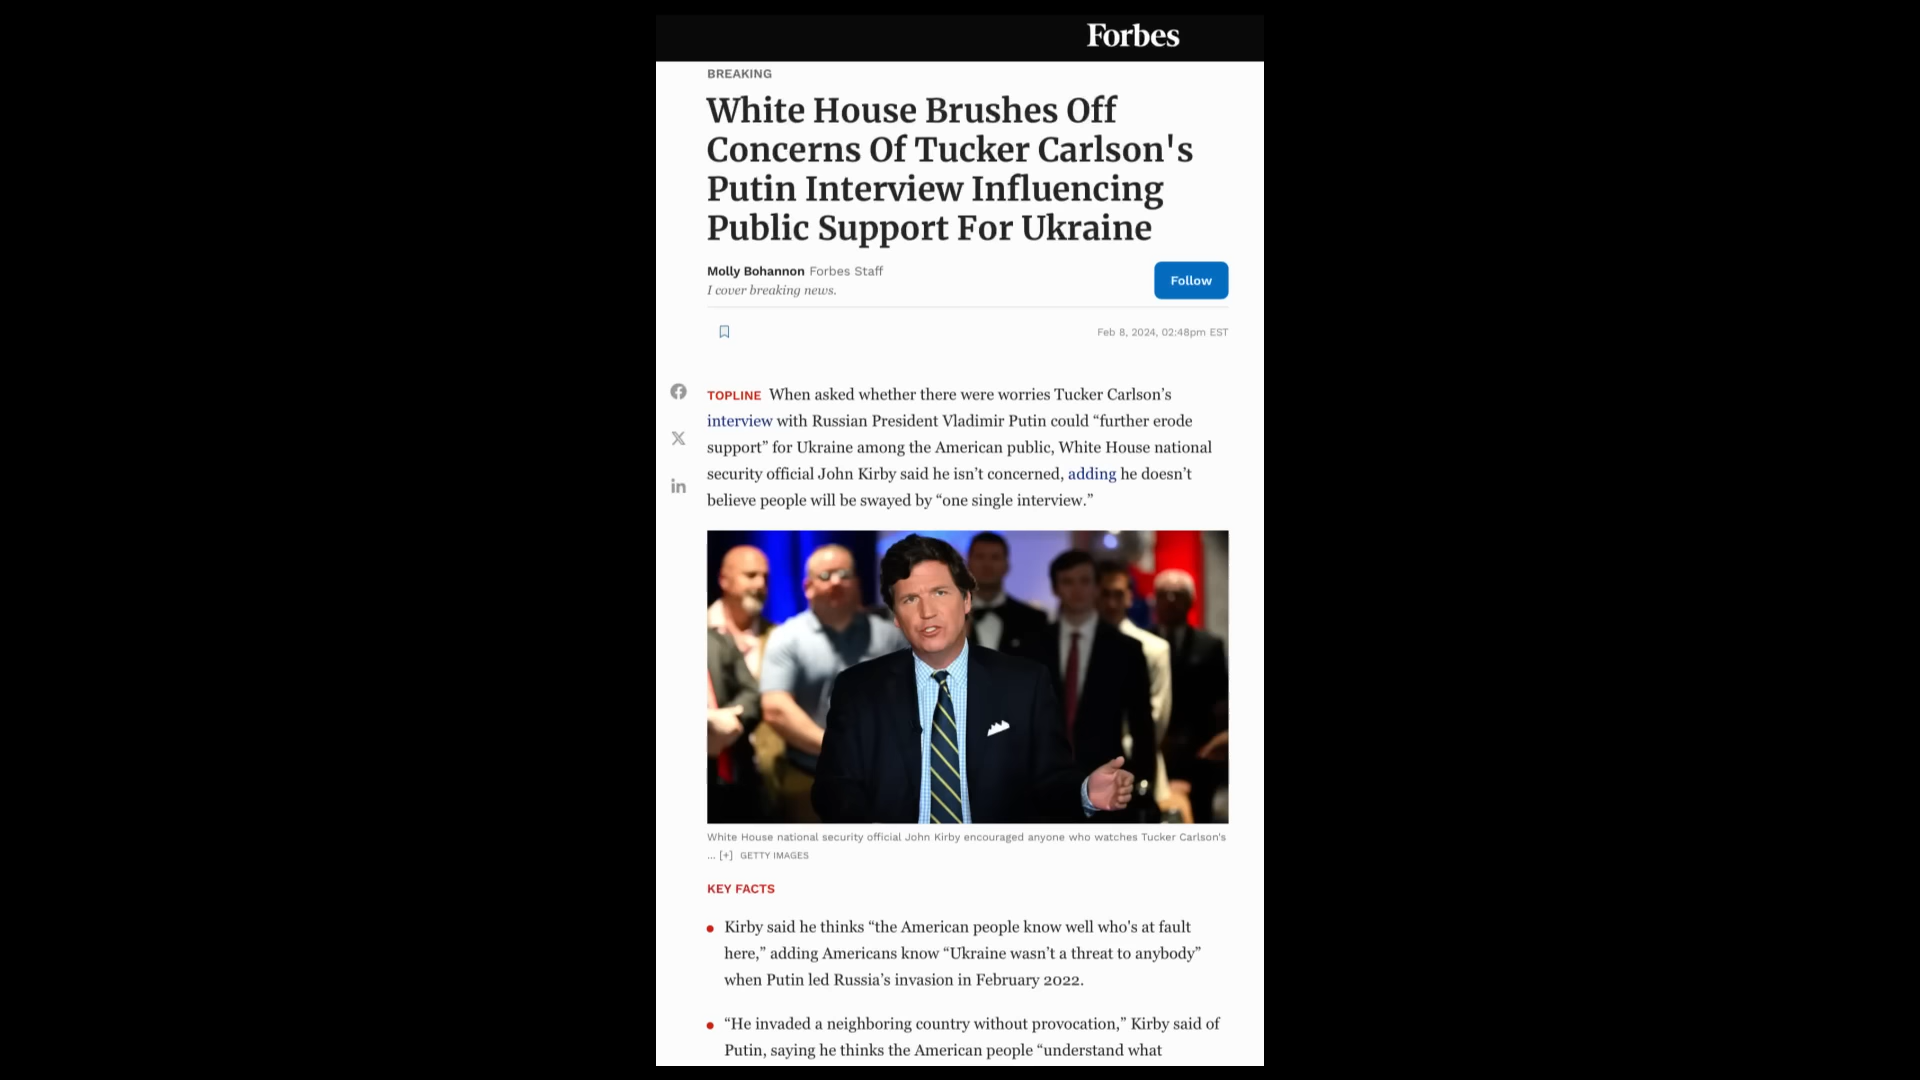 Forbes
BREAKING
White House Brushes Off
Concerns Of Tucker Carlson's
Putin Interview Influencing
Public Support For Ukraine
Molly Bohannon Forbes Staff
I cover breaking news.
Follow
Feb 8, 2024, 02:48pm EST
TOPLINE When asked whether there were worries Tucker Carlson’s
interview with Russian President Vladimir Putin could “further erode
support” for Ukraine among the American public, White House national
security official John Kirby said he isn’t concerned, adding he doesn’t
believe people will be swayed by “one single interview.”
White House national security official John Kirby encouraged anyone who watches Tucker Carlson's
... [+] GETTY IMAGES
KEY FACTS
Kirby said he thinks “the American people know well who’s at fault
here,” adding Americans know “Ukraine wasn’t a threat to anybody”
when Putin led Russia’s invasion in February 2022.
“He invaded a neighboring country without provocation,” Kirby said of
Putin, saying he thinks the American people “understand what